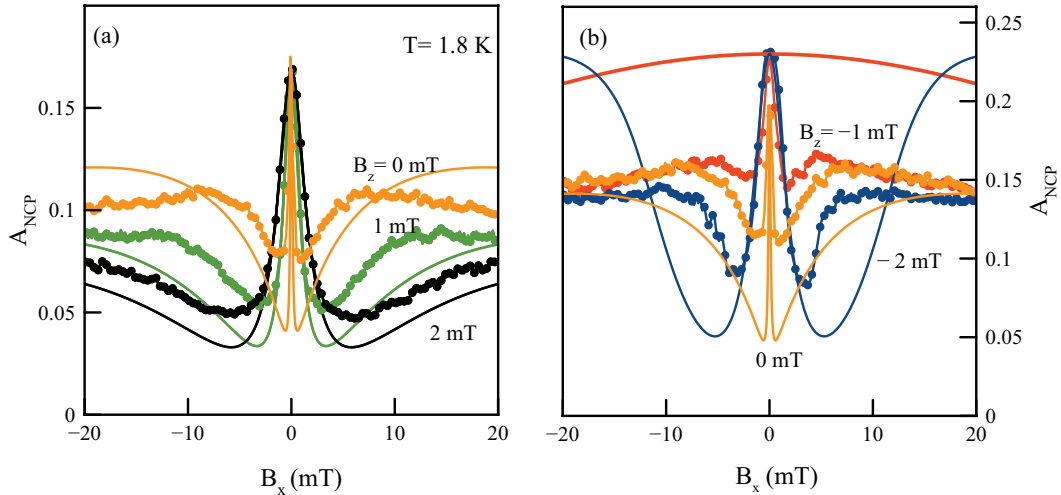 (a)
T= 1.8 K
B_z= 0 mT
1 mT
2 mT
0.15
0.1
0.05
0
A_NCP
−20
−10
0
10
20
B_x (mT)
(b)
B_z= −1 mT
− 2 mT
0 mT
0.25
0.2
0.15
0.1
0.05
0
A_NCP
−20
−10
0
10
20
B_x (mT)